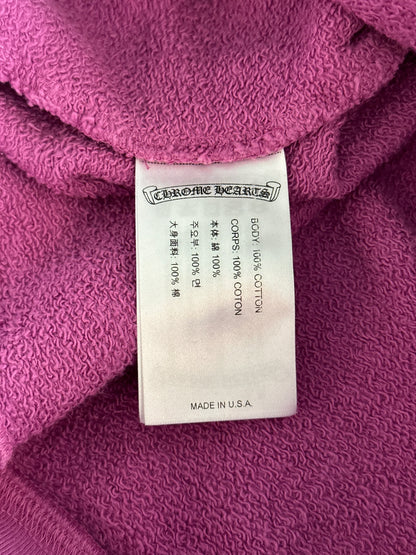 CHROME HEARTS
BODY: 100% COTTON
CORPS: 100% COTON
本体: 綿 100%
주요부: 100% 면
大身面料: 100% 棉
MADE IN U.S.A.